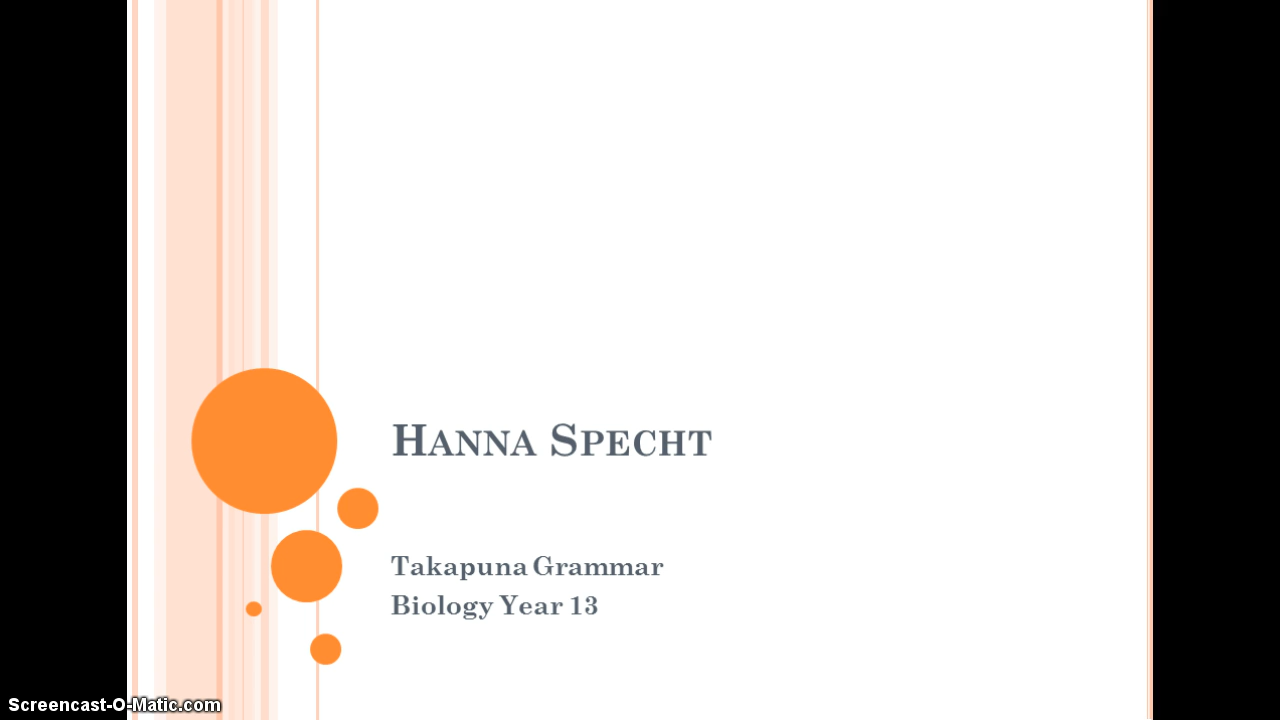 Hanna Specht
Takapuna Grammar
Biology Year 13
Screencast-O-Matic.com